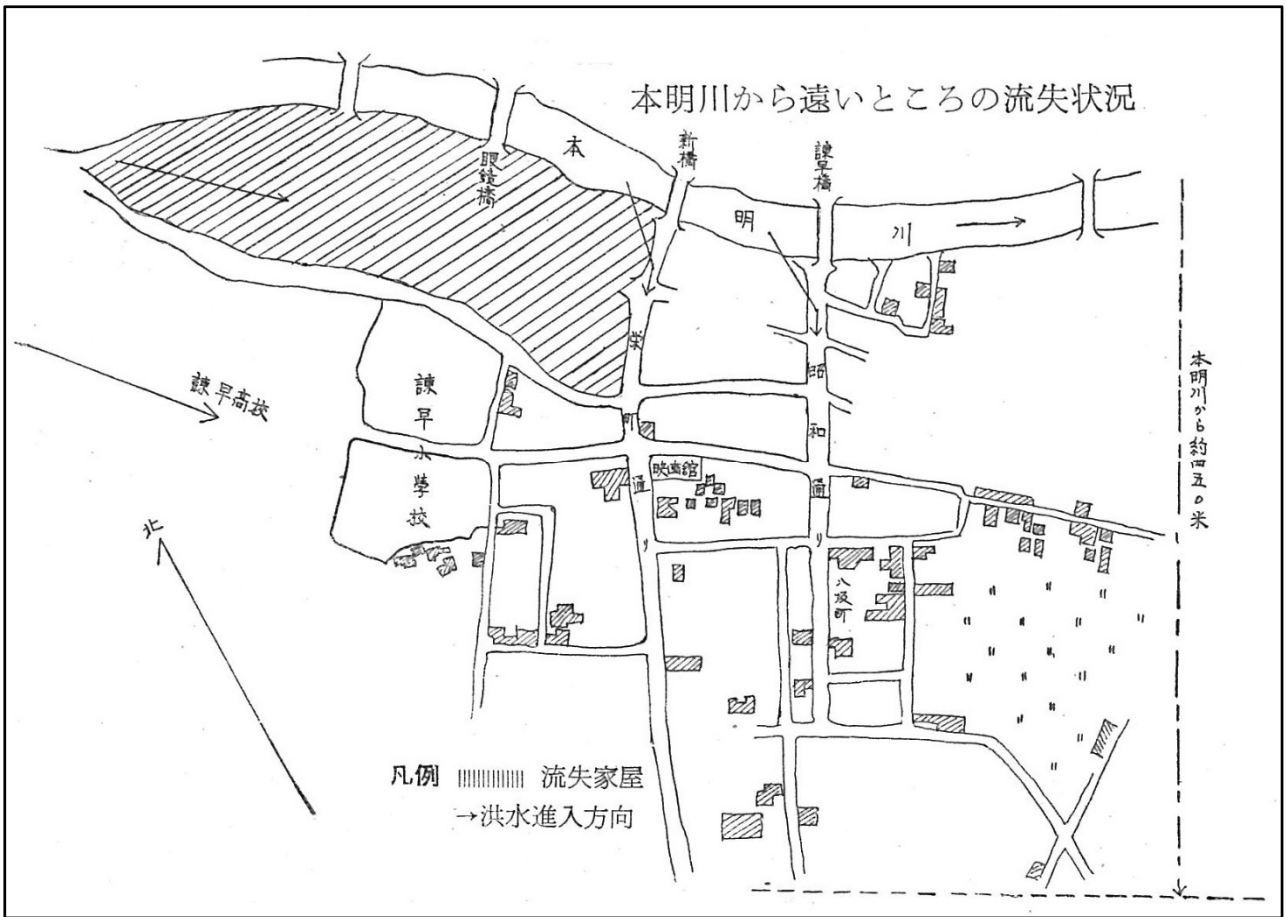 本明川から遠いところの流失状況
本明川
眼鏡橋
新橋
諫早橋
諫早高校
諫早小學校
栄町通り
昭和通り
映画館
八坂町
本明川から約四五〇米
北
凡例 流失家屋
→洪水進入方向